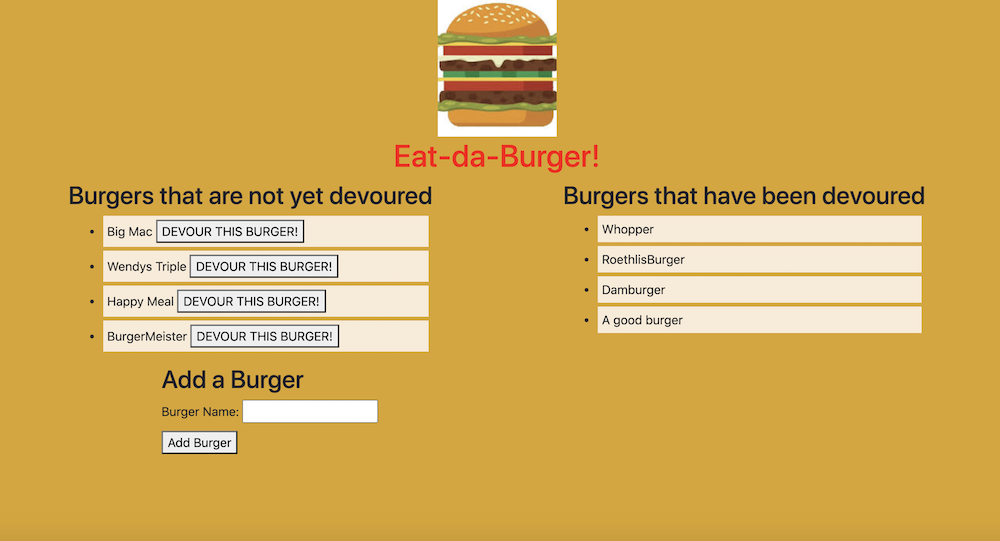 Eat-da-Burger!
Burgers that are not yet devoured
Big Mac DEVOUR THIS BURGER!
Wendys Triple DEVOUR THIS BURGER!
Happy Meal DEVOUR THIS BURGER!
BurgerMeister DEVOUR THIS BURGER!
Add a Burger
Burger Name:
Add Burger
Burgers that have been devoured
Whopper
RoethlisBurger
Damburger
A good burger